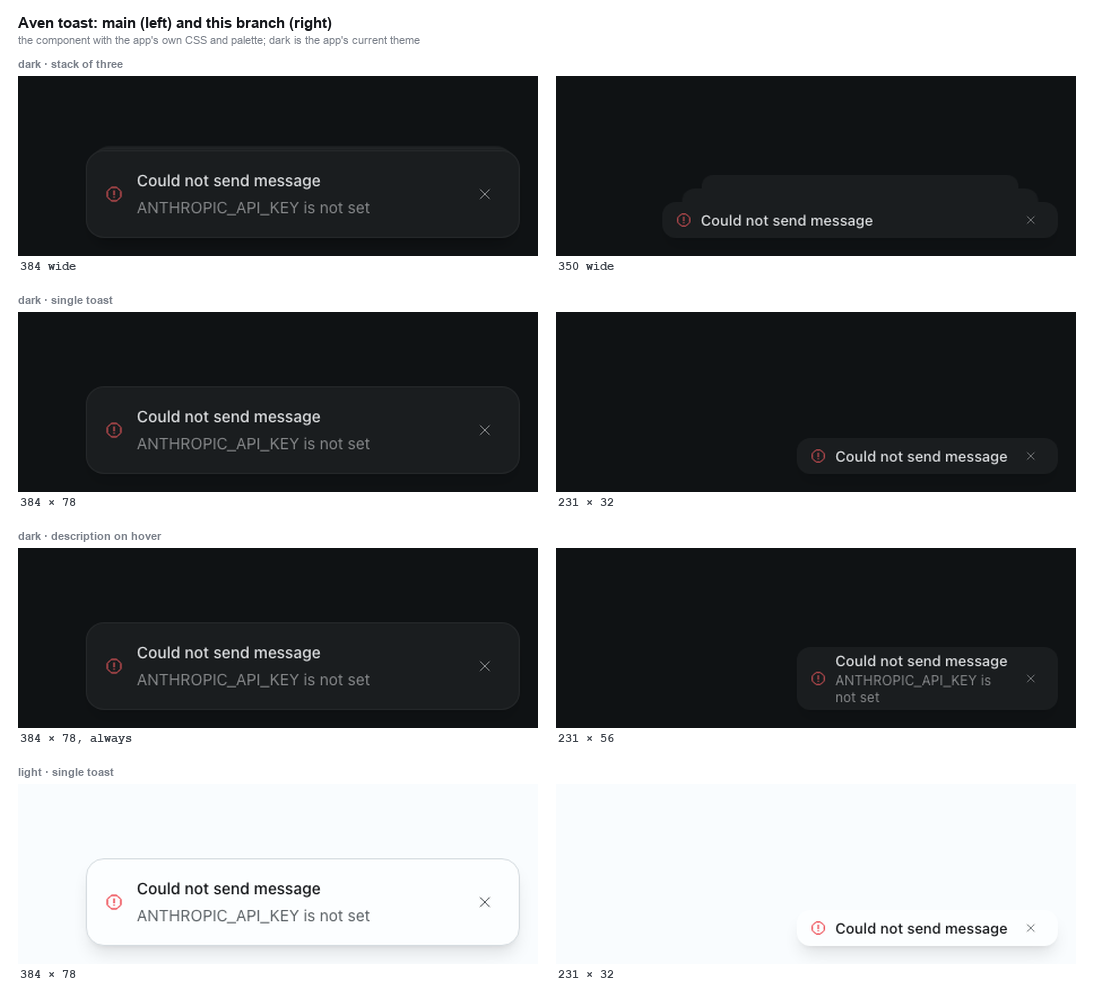 Aven toast: main (left) and this branch (right)
the component with the app's own CSS and palette; dark is the app's current theme
dark · stack of three
Could not send message
ANTHROPIC_API_KEY is not set
384 wide
Could not send message
350 wide
dark · single toast
Could not send message
ANTHROPIC_API_KEY is not set
384 × 78
Could not send message
231 × 32
dark · description on hover
Could not send message
ANTHROPIC_API_KEY is not set
384 × 78, always
Could not send message
ANTHROPIC_API_KEY is
not set
231 × 56
light · single toast
Could not send message
ANTHROPIC_API_KEY is not set
384 × 78
Could not send message
231 × 32